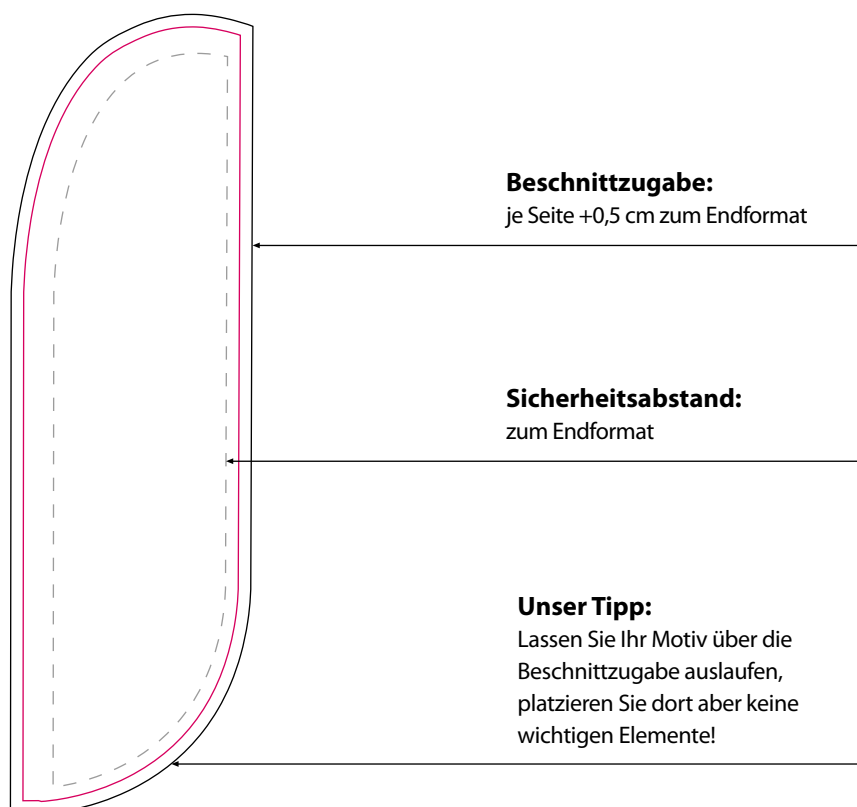 Beschnittzugabe:
je Seite +0,5 cm zum Endformat
Sicherheitsabstand:
zum Endformat
Unser Tipp:
Lassen Sie Ihr Motiv über die
Beschnittzugabe auslaufen,
platzieren Sie dort aber keine
wichtigen Elemente!